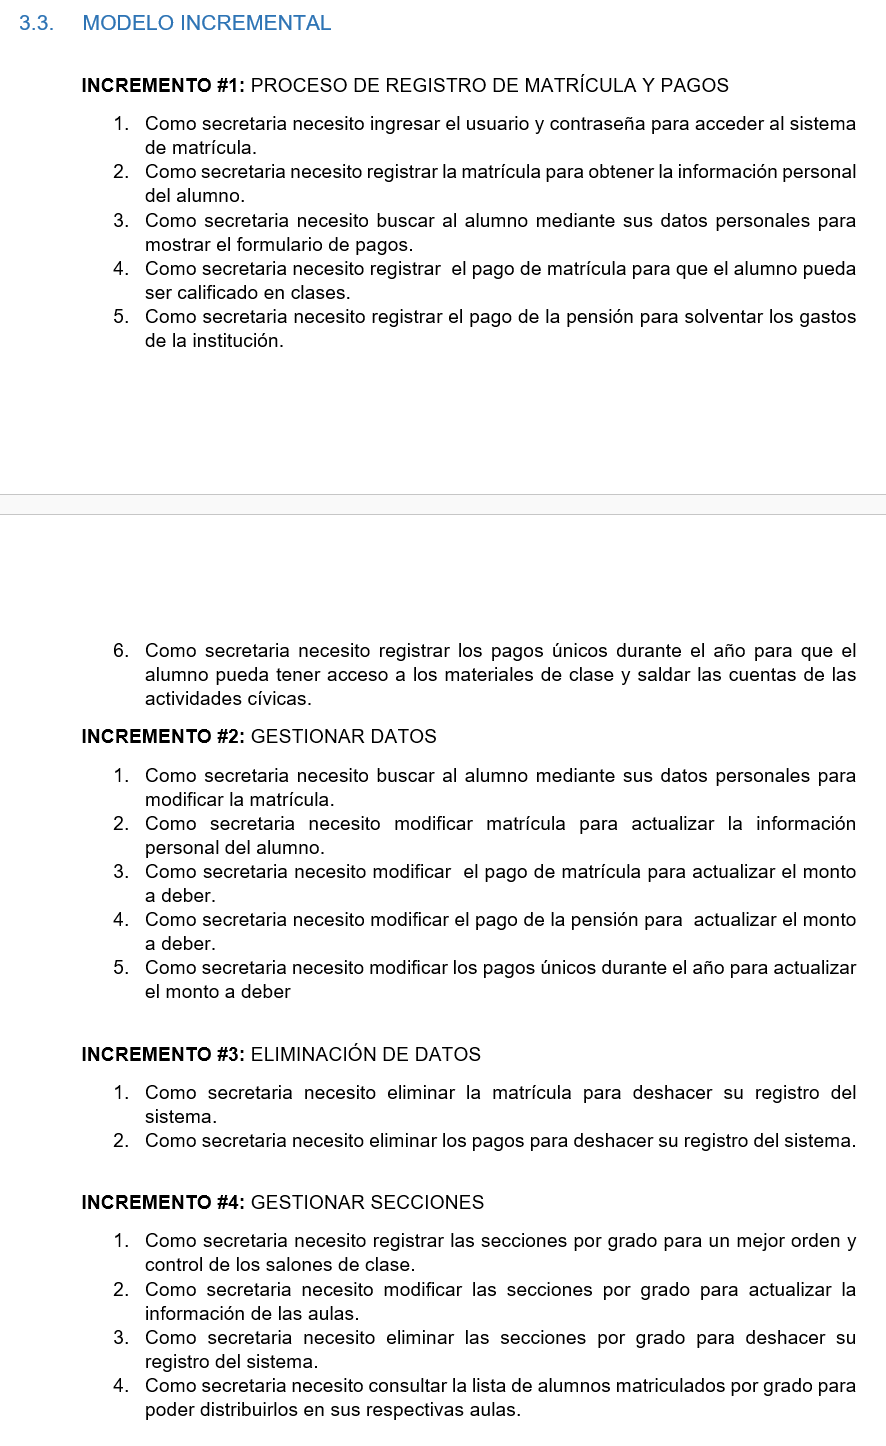 3.3. MODELO INCREMENTAL
INCREMENTO #1: PROCESO DE REGISTRO DE MATRÍCULA Y PAGOS
1. Como secretaria necesito ingresar el usuario y contraseña para acceder al sistema
de matrícula.
2. Como secretaria necesito registrar la matrícula para obtener la información personal
del alumno.
3. Como secretaria necesito buscar al alumno mediante sus datos personales para
mostrar el formulario de pagos.
4. Como secretaria necesito registrar el pago de matrícula para que el alumno pueda
ser calificado en clases.
5. Como secretaria necesito registrar el pago de la pensión para solventar los gastos
de la institución.
6. Como secretaria necesito registrar los pagos únicos durante el año para que el
alumno pueda tener acceso a los materiales de clase y saldar las cuentas de las
actividades cívicas.
INCREMENTO #2: GESTIONAR DATOS
1. Como secretaria necesito buscar al alumno mediante sus datos personales para
modificar la matrícula.
2. Como secretaria necesito modificar matrícula para actualizar la información
personal del alumno.
3. Como secretaria necesito modificar el pago de matrícula para actualizar el monto
a deber.
4. Como secretaria necesito modificar el pago de la pensión para actualizar el monto
a deber.
5. Como secretaria necesito modificar los pagos únicos durante el año para actualizar
el monto a deber
INCREMENTO #3: ELIMINACIÓN DE DATOS
1. Como secretaria necesito eliminar la matrícula para deshacer su registro del
sistema.
2. Como secretaria necesito eliminar los pagos para deshacer su registro del sistema.
INCREMENTO #4: GESTIONAR SECCIONES
1. Como secretaria necesito registrar las secciones por grado para un mejor orden y
control de los salones de clase.
2. Como secretaria necesito modificar las secciones por grado para actualizar la
información de las aulas.
3. Como secretaria necesito eliminar las secciones por grado para deshacer su
registro del sistema.
4. Como secretaria necesito consultar la lista de alumnos matriculados por grado para
poder distribuirlos en sus respectivas aulas.